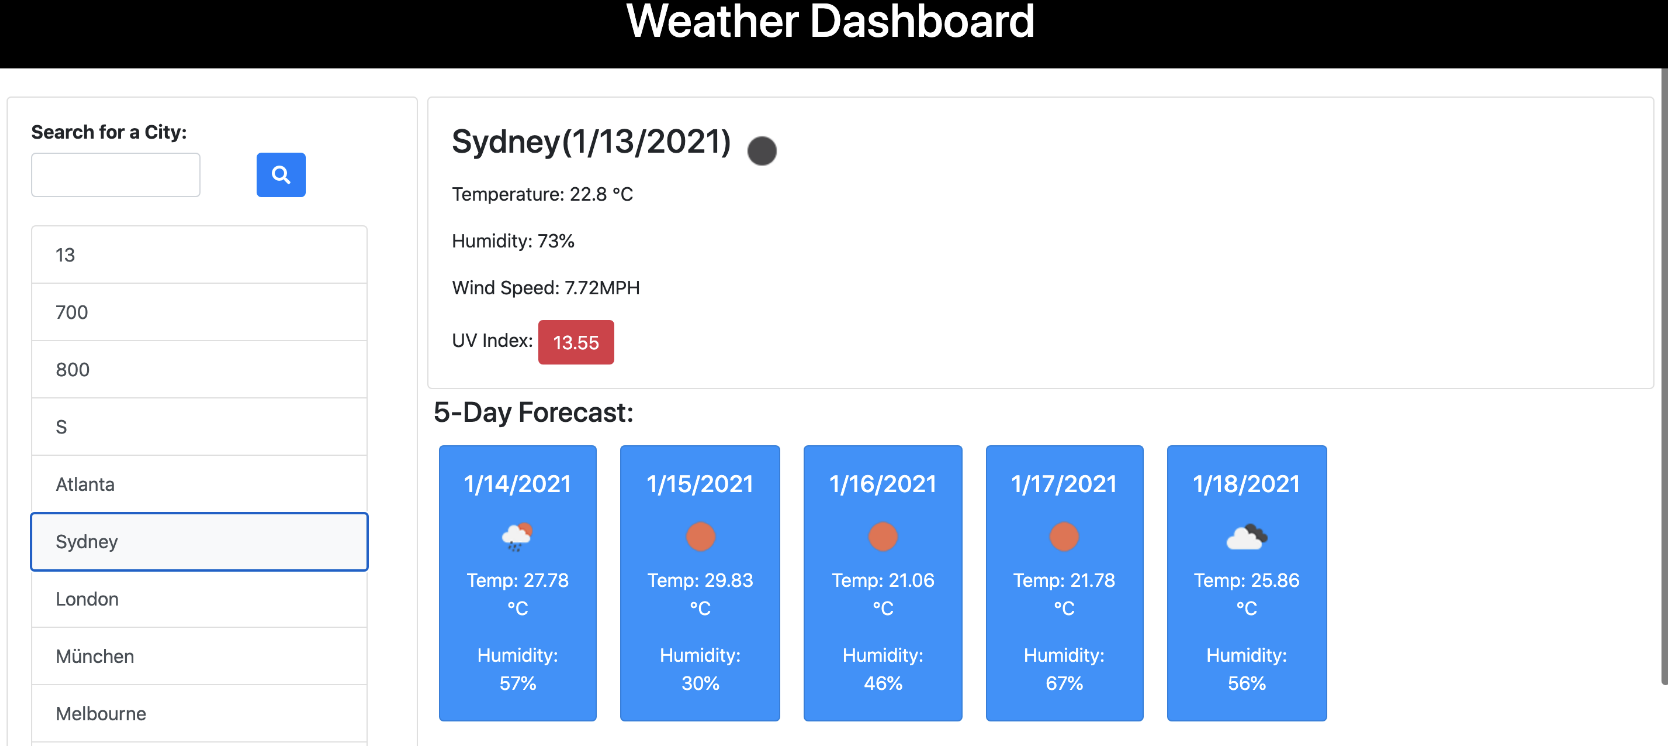 Weather Dashboard
Search for a City:
13
700
800
S
Atlanta
Sydney
London
München
Melbourne
Sydney(1/13/2021)
Temperature: 22.8 °C
Humidity: 73%
Wind Speed: 7.72MPH
UV Index: 13.55
5-Day Forecast:
1/14/2021
Temp: 27.78
°C
Humidity:
57%
1/15/2021
Temp: 29.83
°C
Humidity:
30%
1/16/2021
Temp: 21.06
°C
Humidity:
46%
1/17/2021
Temp: 21.78
°C
Humidity:
67%
1/18/2021
Temp: 25.86
°C
Humidity:
56%